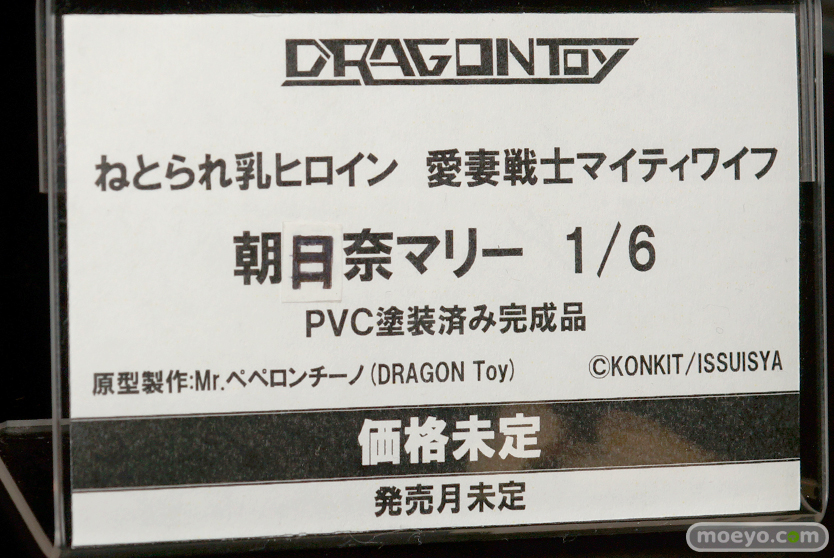 DRAGONToy
ねとられ乳ヒロイン 愛妻戦士マイティワイフ
朝日奈マリー 1/6
PVC塗装済み完成品
原型製作:Mr.ペペロンチーノ(DRAGON Toy) ©KONKIT/ISSUISYA
価格未定
発売月未定
moeyo.com